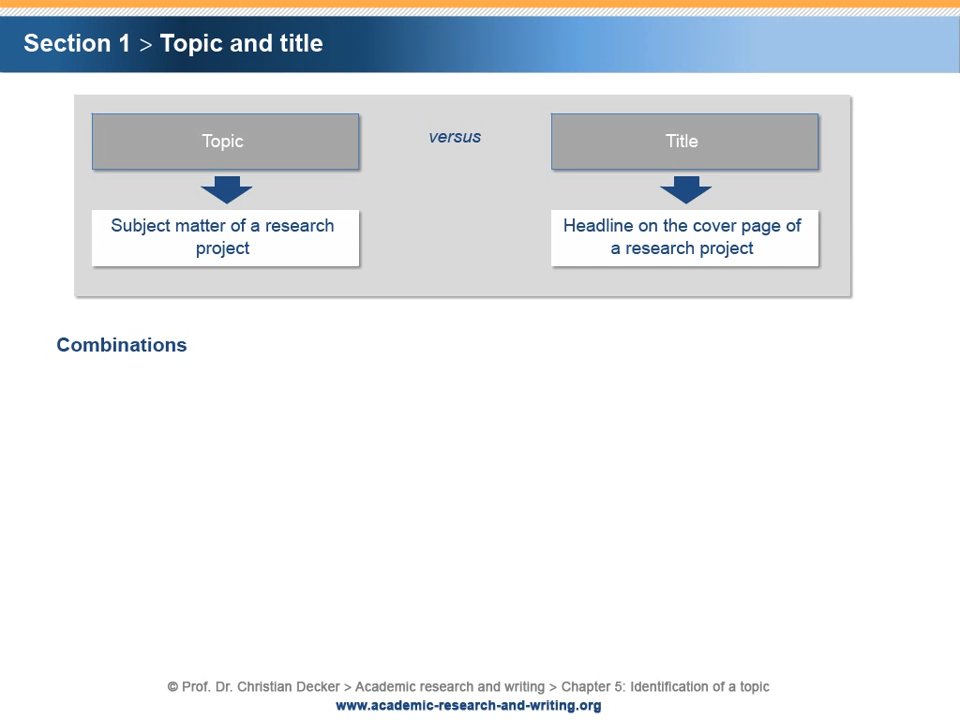 Section 1 > Topic and title
Topic
versus
Title
Subject matter of a research
project
Headline on the cover page of
a research project
Combinations
© Prof. Dr. Christian Decker > Academic research and writing > Chapter 5: Identification of a topic
www.academic-research-and-writing.org